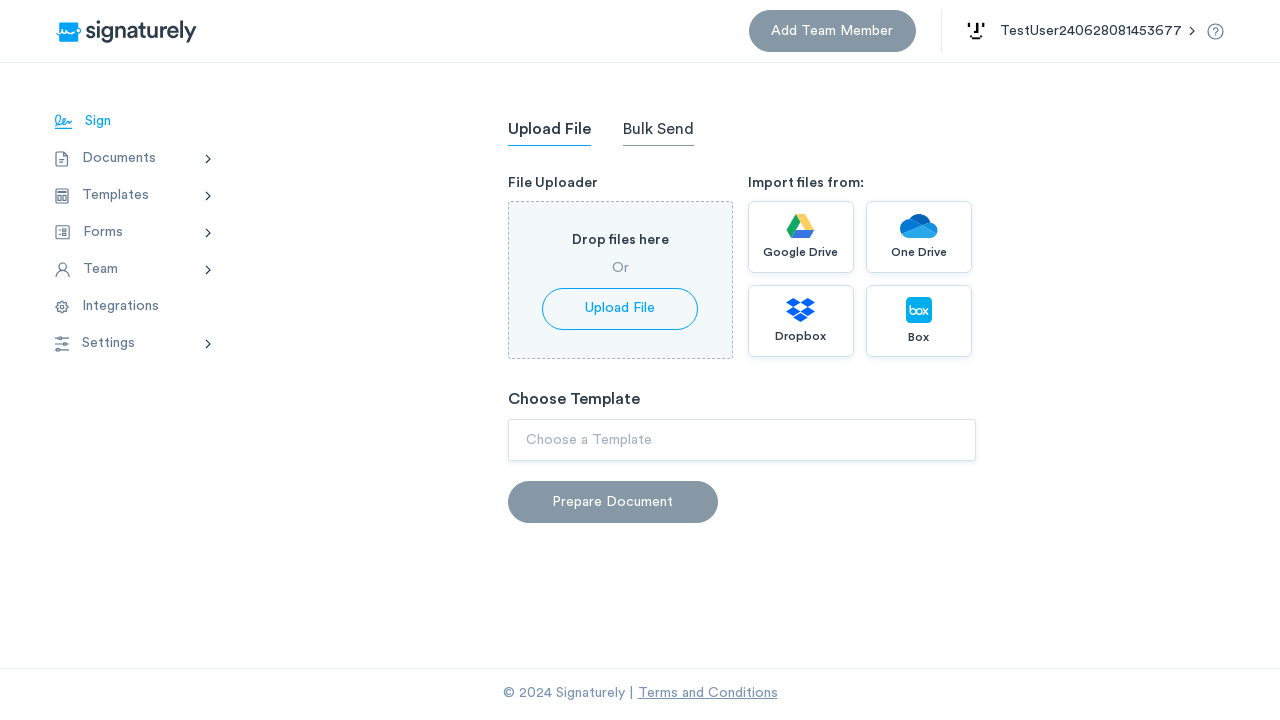 signaturely
Add Team Member
TestUser240628081453677
Sign
Documents
Templates
Forms
Team
Integrations
Settings
Upload File
Bulk Send
File Uploader
Drop files here
Or
Upload File
Import files from:
Google Drive
One Drive
Dropbox
box
Box
Choose Template
Choose a Template
Prepare Document
© 2024 Signaturely | Terms and Conditions